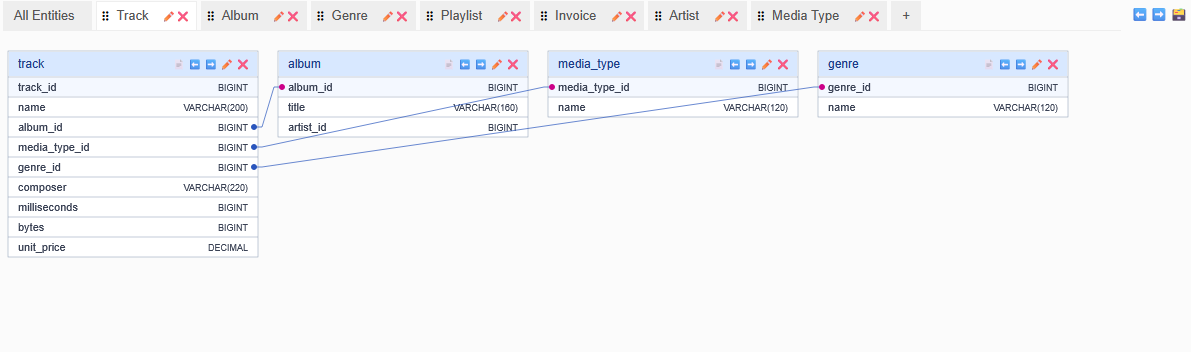 All Entities Track Album Genre Playlist Invoice Artist Media Type +
track
track_id BIGINT
name VARCHAR(200)
album_id BIGINT
media_type_id BIGINT
genre_id BIGINT
composer VARCHAR(220)
milliseconds BIGINT
bytes BIGINT
unit_price DECIMAL
album
album_id BIGINT
title VARCHAR(160)
artist_id BIGINT
media_type
media_type_id BIGINT
name VARCHAR(120)
genre
genre_id BIGINT
name VARCHAR(120)